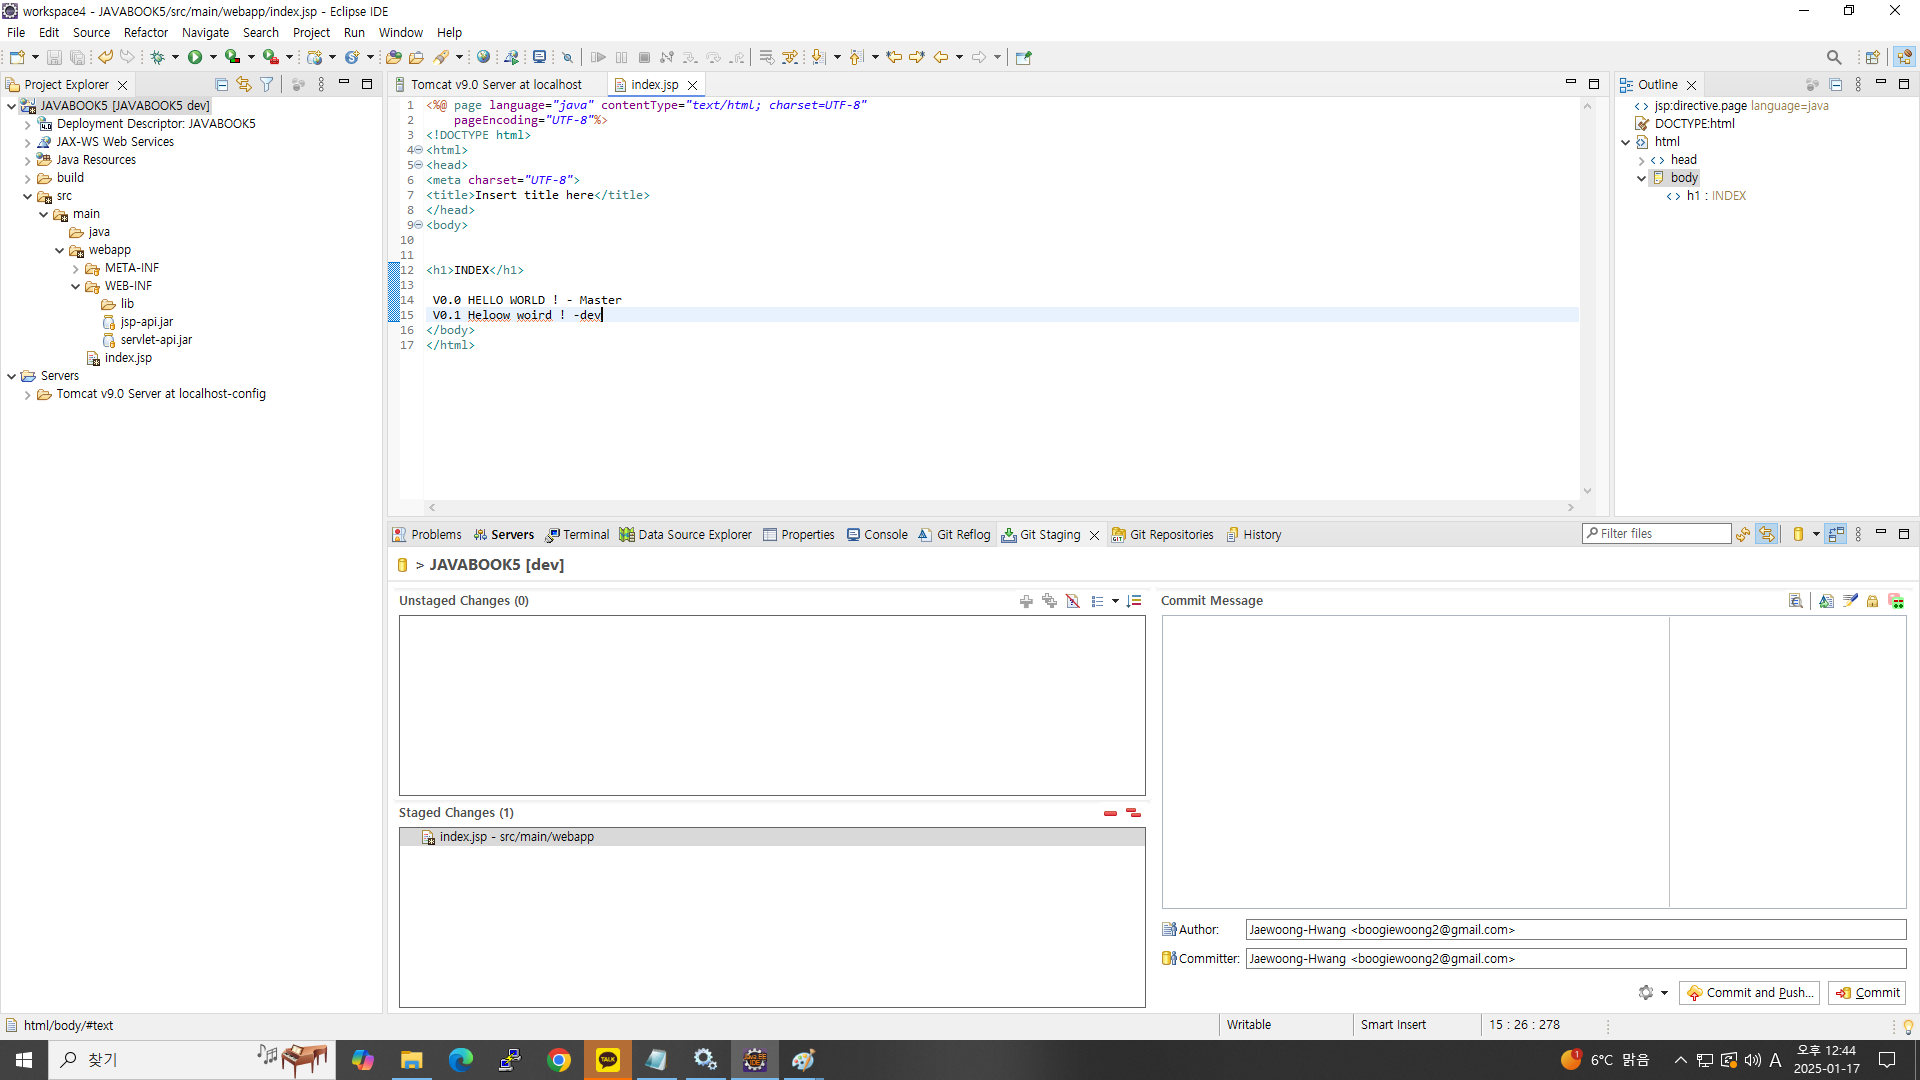 workspace4 - JAVABOOK5/src/main/webapp/index.jsp - Eclipse IDE
File Edit Source Refactor Navigate Search Project Run Window Help
Project Explorer
JAVABOOK5 [JAVABOOK5 dev]
Deployment Descriptor: JAVABOOK5
JAX-WS Web Services
Java Resources
build
src
main
java
webapp
META-INF
WEB-INF
lib
jsp-api.jar
servlet-api.jar
index.jsp
Servers
Tomcat v9.0 Server at localhost-config
Tomcat v9.0 Server at localhost
index.jsp
1 <%@ page language="java" contentType="text/html; charset=UTF-8"
2 pageEncoding="UTF-8"%>
3 <!DOCTYPE html>
4 <html>
5 <head>
6 <meta charset="UTF-8">
7 <title>Insert title here</title>
8 </head>
9 <body>
10
11
12 <h1>INDEX</h1>
13
14 V0.0 HELLO WORLD ! - Master
15 V0.1 Heloow woird ! -dev
16 </body>
17 </html>
Outline
jsp:directive.page language=java
DOCTYPE:html
html
head
body
h1 : INDEX
Problems Servers Terminal Data Source Explorer Properties Console Git Reflog Git Staging Git Repositories History
Filter files
> JAVABOOK5 [dev]
Unstaged Changes (0)
Staged Changes (1)
index.jsp - src/main/webapp
Commit Message
Author: Jaewoong-Hwang <boogiewoong2@gmail.com>
Committer: Jaewoong-Hwang <boogiewoong2@gmail.com>
Commit and Push...
Commit
html/body/#text
Writable
Smart Insert
15 : 26 : 278
찾기
TALK
1
6°C 맑음
A
오후 12:44
2025-01-17